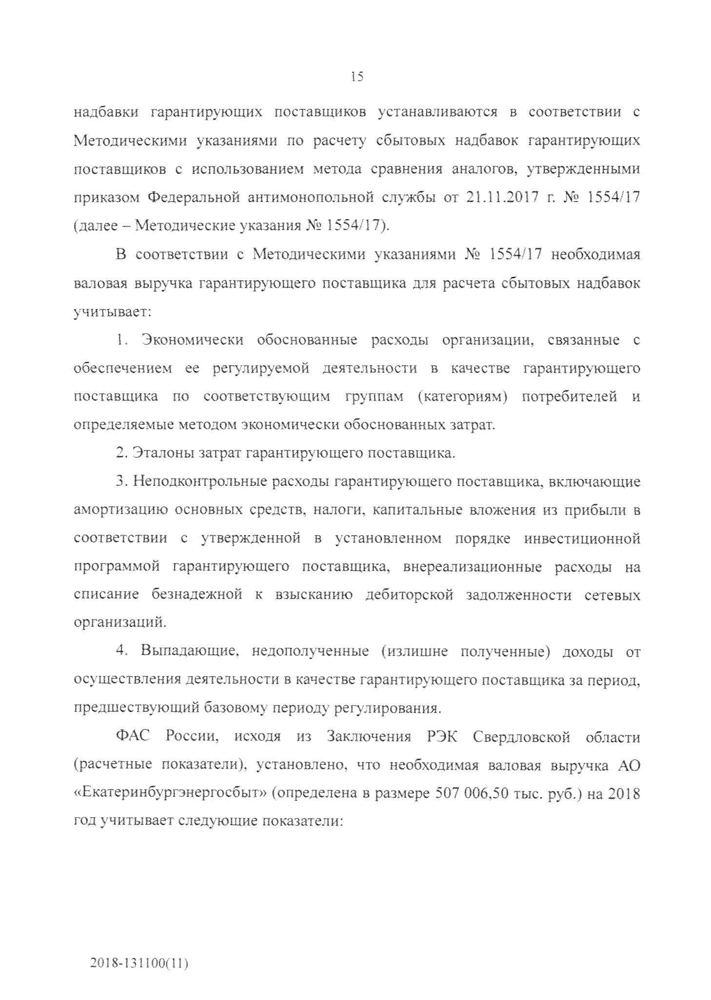 15
надбавки гарантирующих поставщиков устанавливаются в соответствии с
Методическими указаниями по расчету сбытовых надбавок гарантирующих
поставщиков с использованием метода сравнения аналогов, утвержденными
приказом Федеральной антимонопольной службы от 21.11.2017 г. № 1554/17
(далее – Методические указания № 1554/17).
В соответствии с Методическими указаниями № 1554/17 необходимая
валовая выручка гарантирующего поставщика для расчета сбытовых надбавок
учитывает:
1. Экономически обоснованные расходы организации, связанные с
обеспечением ее регулируемой деятельности в качестве гарантирующего
поставщика по соответствующим группам (категориям) потребителей и
определяемые методом экономически обоснованных затрат.
2. Эталоны затрат гарантирующего поставщика.
3. Неподконтрольные расходы гарантирующего поставщика, включающие
амортизацию основных средств, налоги, капитальные вложения из прибыли в
соответствии с утвержденной в установленном порядке инвестиционной
программой гарантирующего поставщика, внереализационные расходы на
списание безнадежной к взысканию дебиторской задолженности сетевых
организаций.
4. Выпадающие, недополученные (излишне полученные) доходы от
осуществления деятельности в качестве гарантирующего поставщика за период,
предшествующий базовому периоду регулирования.
ФАС России, исходя из Заключения РЭК Свердловской области
(расчетные показатели), установлено, что необходимая валовая выручка АО
«Екатеринбургэнергосбыт» (определена в размере 507 006,50 тыс. руб.) на 2018
год учитывает следующие показатели:
2018-131100(11)